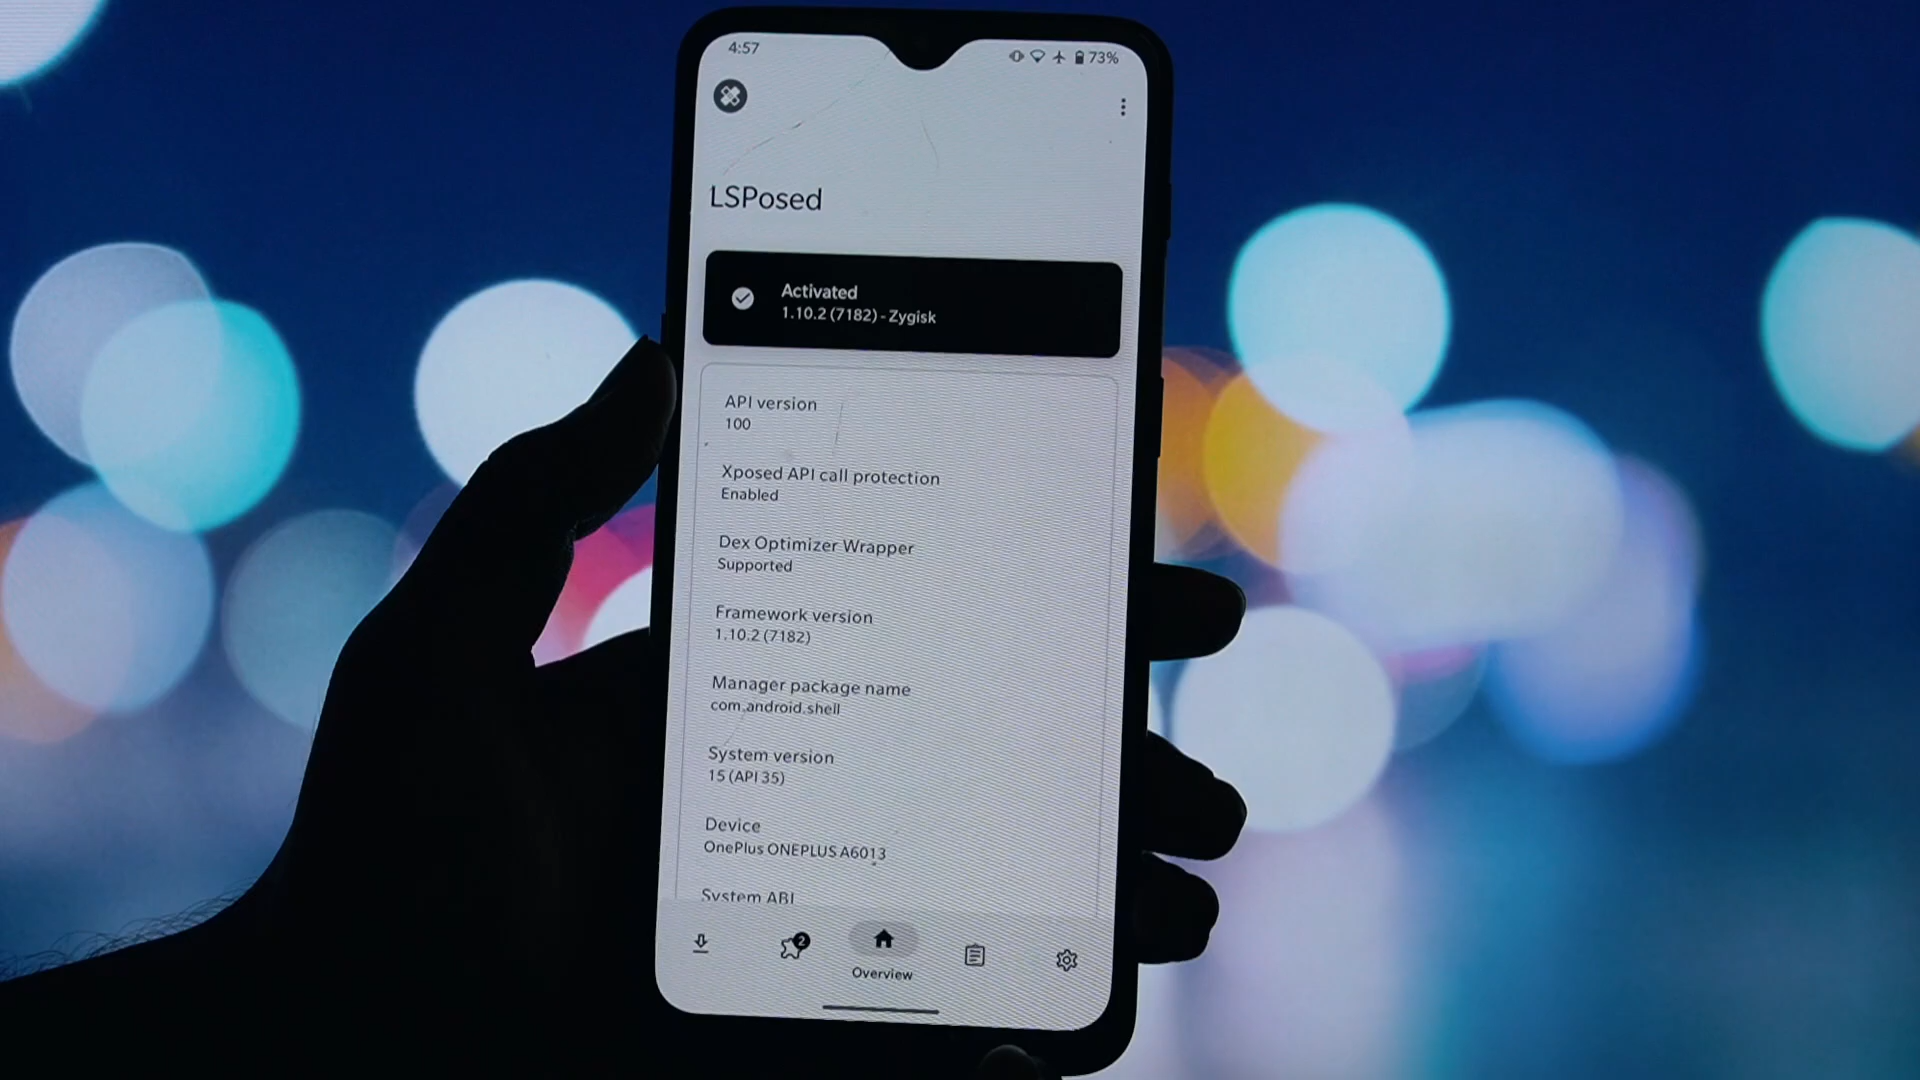 4:57
73%
LSPosed
Activated
1.10.2 (7182) - Zygisk
API version
100
Xposed API call protection
Enabled
Dex Optimizer Wrapper
Supported
Framework version
1.10.2 (7182)
Manager package name
com.android.shell
System version
15 (API 35)
Device
OnePlus ONEPLUS A6013
System ABI
2
Overview